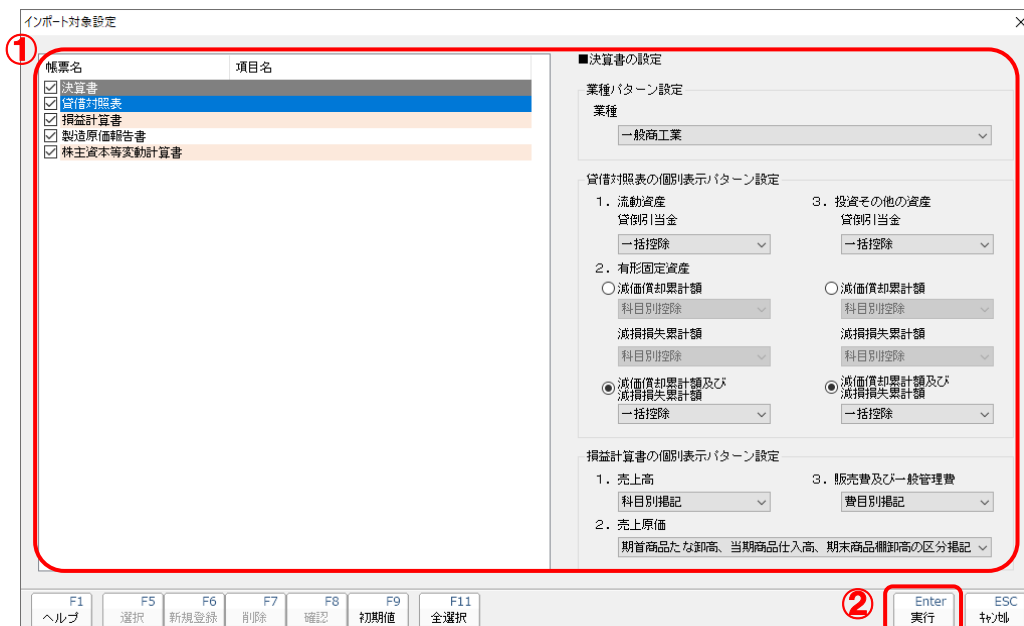 インポート対象設定
①
帳票名 項目名
決算書
貸借対照表
損益計算書
製造原価報告書
株主資本等変動計算書
■決算書の設定
業種パターン設定
業種
一般商工業
貸借対照表の個別表示パターン設定
1. 流動資産
貸倒引当金
一括控除
3. 投資その他の資産
貸倒引当金
一括控除
2. 有形固定資産
減価償却累計額
科目別控除
減損損失累計額
科目別控除
減価償却累計額及び
減損損失累計額
一括控除
減価償却累計額
科目別控除
減損損失累計額
科目別控除
減価償却累計額及び
減損損失累計額
一括控除
損益計算書の個別表示パターン設定
1. 売上高
科目別掲記
3. 販売費及び一般管理費
費目別掲記
2. 売上原価
期首商品たな卸高、当期商品仕入高、期末商品棚卸高の区分掲記
②
F1
ヘルプ
F5
選択
F6
新規登録
F7
削除
F8
確認
F9
初期値
F11
全選択
Enter
実行
ESC
ｷｬﾝｾﾙ